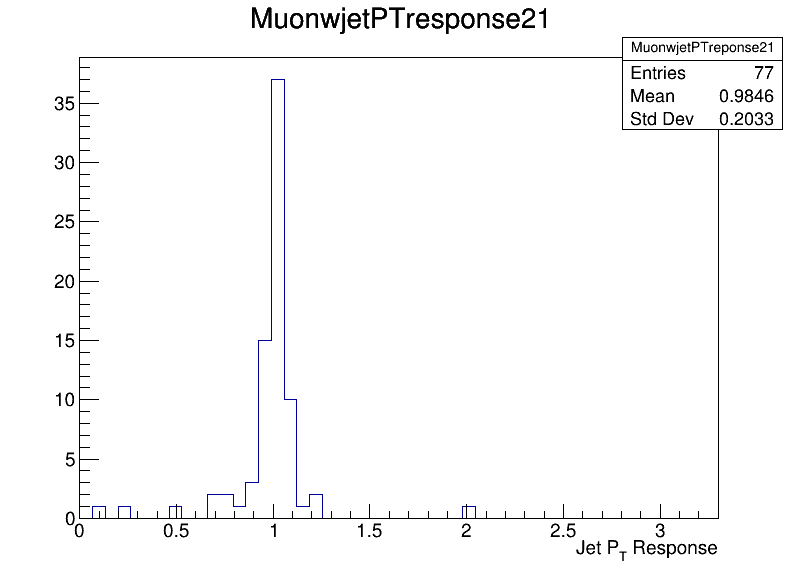 MuonwjetPTresponse21
MuonwjetPTreponse21
Entries 77
Mean 0.9846
Std Dev 0.2033
35
30
25
20
15
10
5
0
0 0.5 1 1.5 2 2.5 3
Jet PT Response